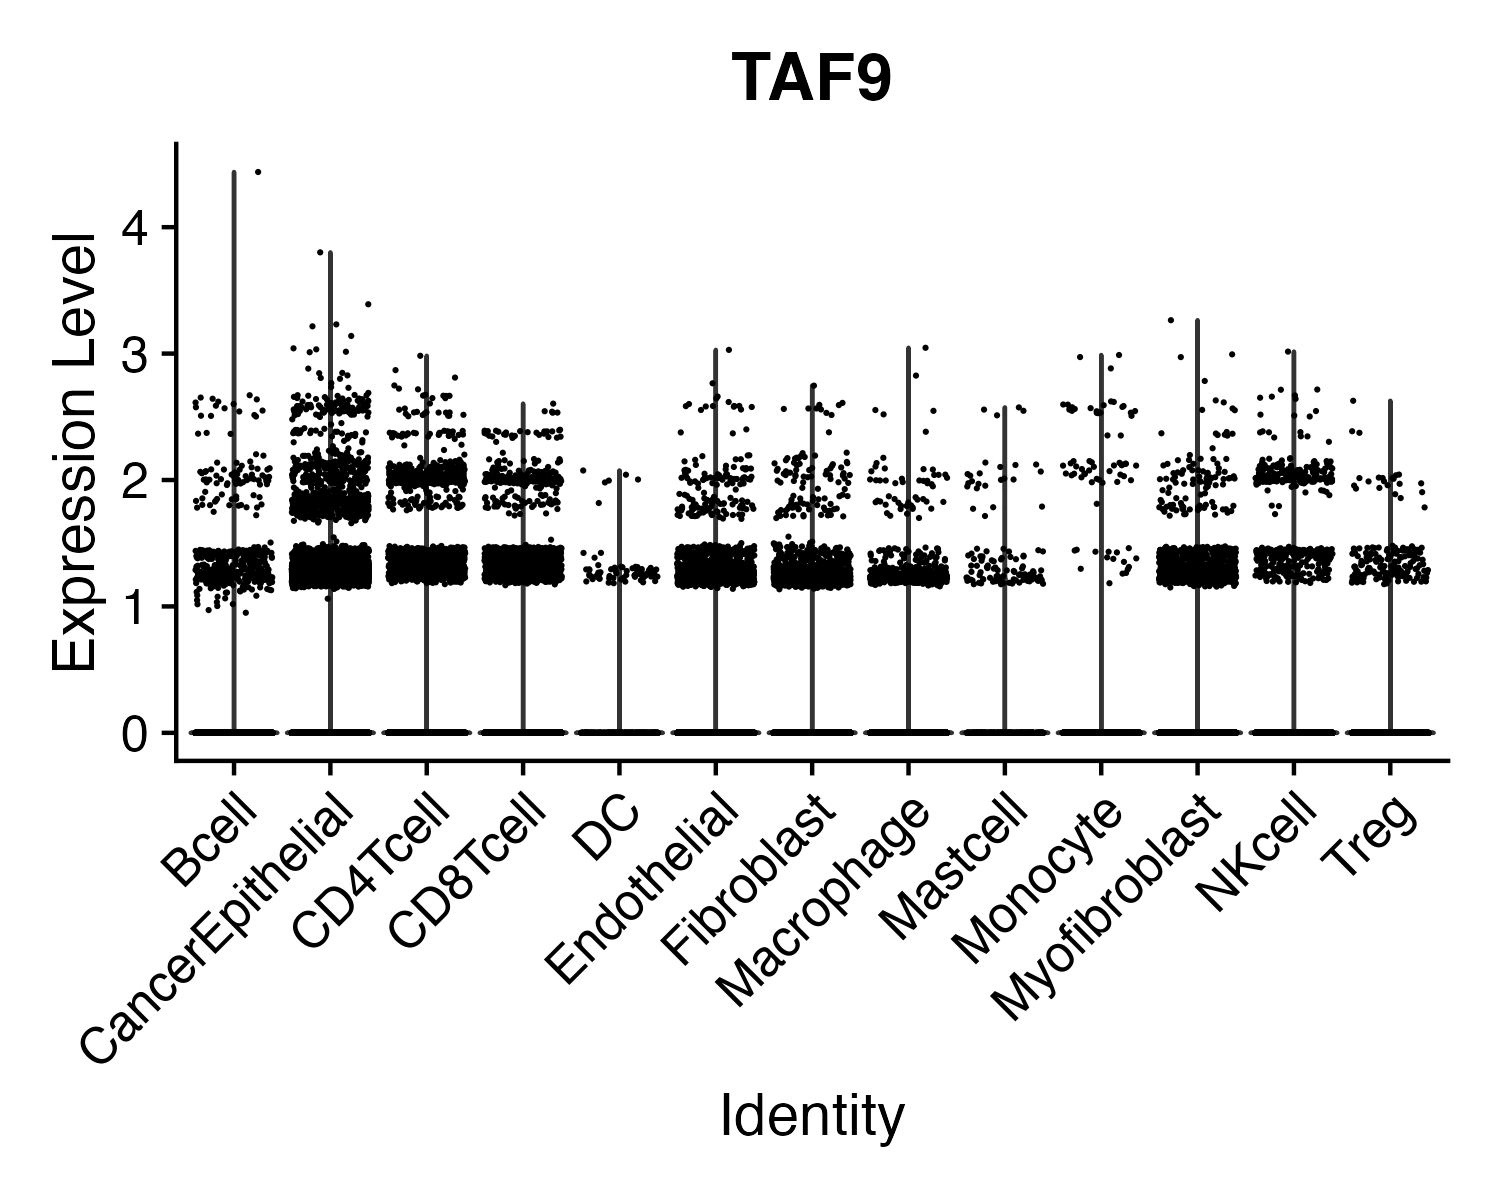 TAF9
Expression Level
4
3
2
1
0
Bcell
CancerEpithelial
CD4Tcell
CD8Tcell
DC
Endothelial
Fibroblast
Macrophage
Mastcell
Monocyte
Myofibroblast
NKcell
Treg
Identity